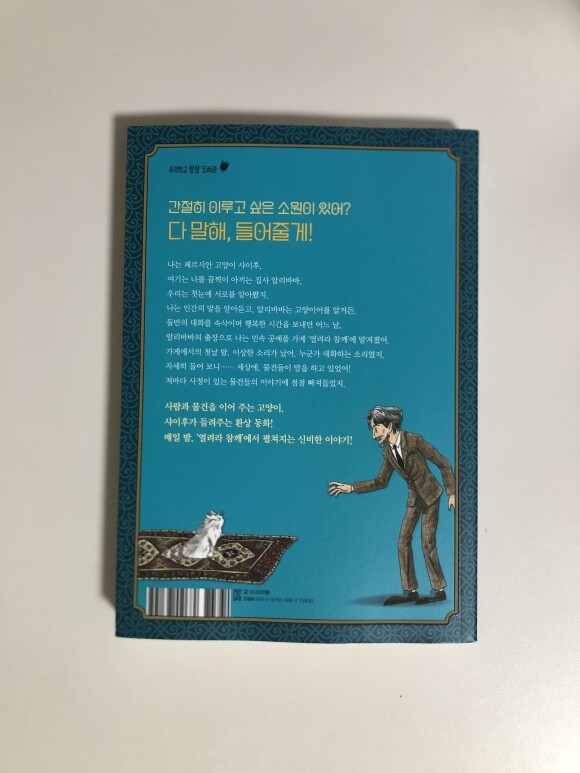 우리학교 상상 도서관
간절히 이루고 싶은 소원이 있어?
다 말해, 들어줄게!
나는 페르시안 고양이 샤이후,
여기는 나를 끔찍이 아끼는 집사 알리바바.
우리는 첫눈에 서로를 알아봤지.
나는 인간의 말을 알아듣고, 알리바바는 고양이어를 알거든.
둘만의 대화를 속삭이며 행복한 시간을 보내던 어느 날,
알리바바의 출장으로 나는 민속 공예품 가게 ‘열려라 참깨’에 맡겨졌어.
가게에서의 첫날 밤, 이상한 소리가 났어. 누군가 대화하는 소리였지.
자세히 들어 보니…… 세상에, 물건들이 말을 하고 있었어!
저마다 사정이 있는 물건들의 이야기에 점점 빠져들었지.
사람과 물건을 이어 주는 고양이,
샤이후가 들려주는 환상 동화!
매일 밤, ‘열려라 참깨’에서 펼쳐지는 신비한 이야기!